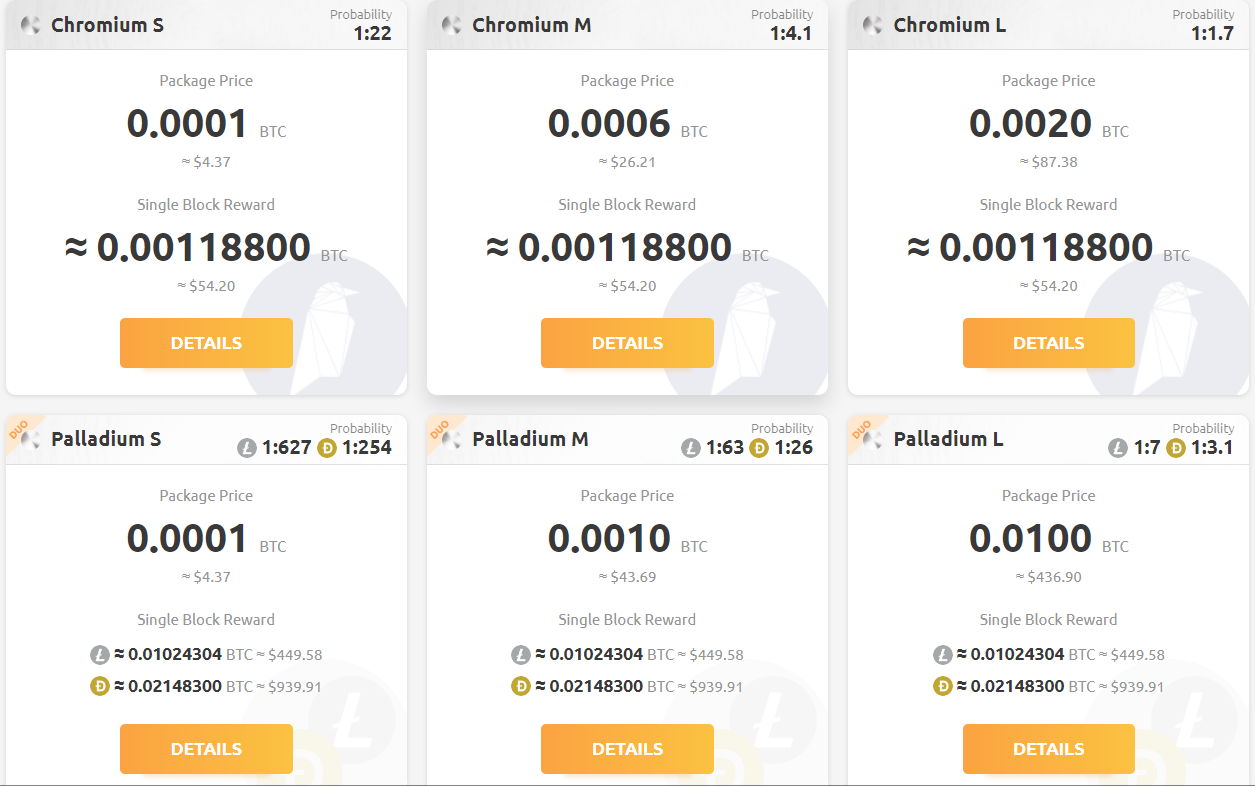 Chromium S
Probability
1:22
Package Price
0.0001 BTC
≈ $4.37
Single Block Reward
≈ 0.00118800 BTC
≈ $54.20
DETAILS
Chromium M
Probability
1:4.1
Package Price
0.0006 BTC
≈ $26.21
Single Block Reward
≈ 0.00118800 BTC
≈ $54.20
DETAILS
Chromium L
Probability
1:1.7
Package Price
0.0020 BTC
≈ $87.38
Single Block Reward
≈ 0.00118800 BTC
≈ $54.20
DETAILS
DUO
Palladium S
Probability
Ł 1:627 Ð 1:254
Package Price
0.0001 BTC
≈ $4.37
Single Block Reward
Ł ≈ 0.01024304 BTC ≈ $449.58
Ð ≈ 0.02148300 BTC ≈ $939.91
DETAILS
DUO
Palladium M
Probability
Ł 1:63 Ð 1:26
Package Price
0.0010 BTC
≈ $43.69
Single Block Reward
Ł ≈ 0.01024304 BTC ≈ $449.58
Ð ≈ 0.02148300 BTC ≈ $939.91
DETAILS
DUO
Palladium L
Probability
Ł 1:7 Ð 1:3.1
Package Price
0.0100 BTC
≈ $436.90
Single Block Reward
Ł ≈ 0.01024304 BTC ≈ $449.58
Ð ≈ 0.02148300 BTC ≈ $939.91
DETAILS